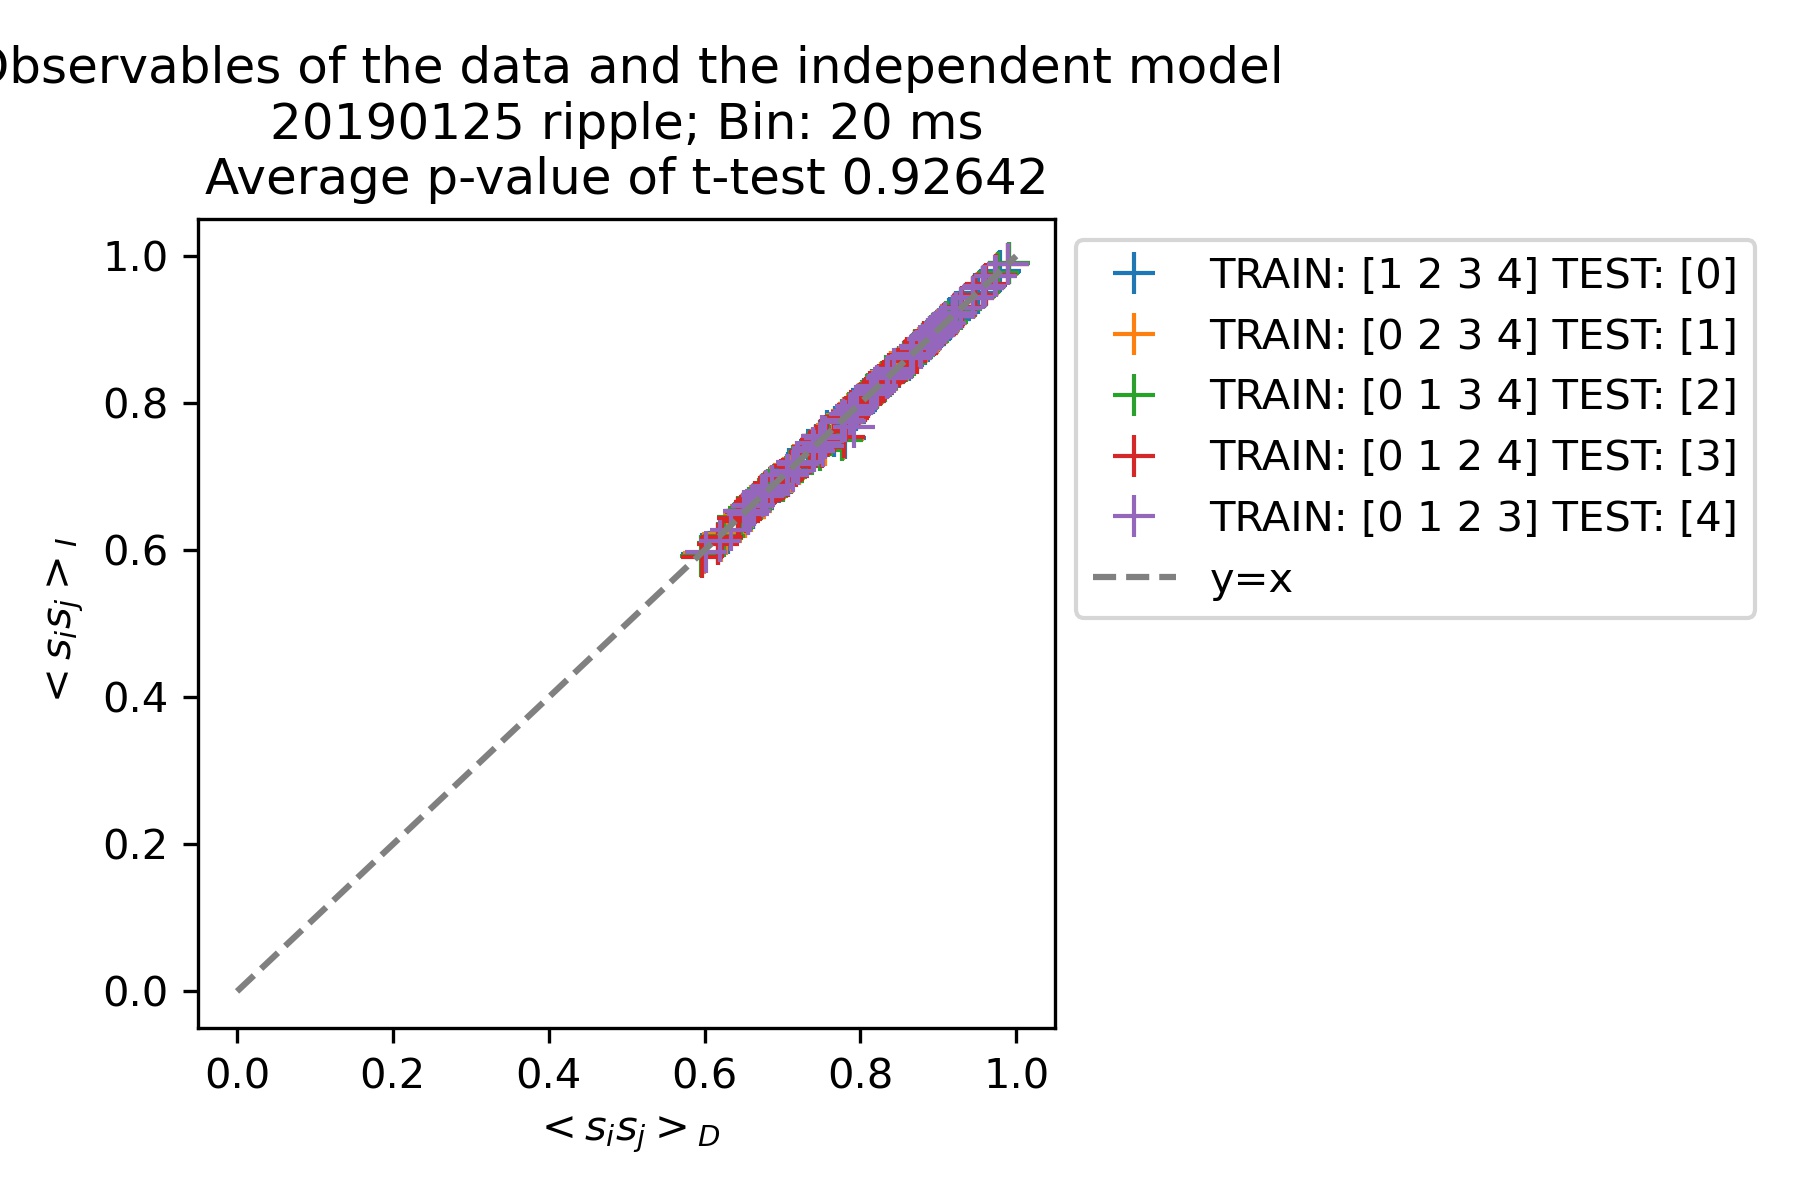 Observables of the data and the independent model
20190125 ripple; Bin: 20 ms
Average p-value of t-test 0.92642
1.0
0.8
0.6
0.4
0.2
0.0
< s_i s_j >_I
0.0 0.2 0.4 0.6 0.8 1.0
< s_i s_j >_D
TRAIN: [1 2 3 4] TEST: [0]
TRAIN: [0 2 3 4] TEST: [1]
TRAIN: [0 1 3 4] TEST: [2]
TRAIN: [0 1 2 4] TEST: [3]
TRAIN: [0 1 2 3] TEST: [4]
y=x